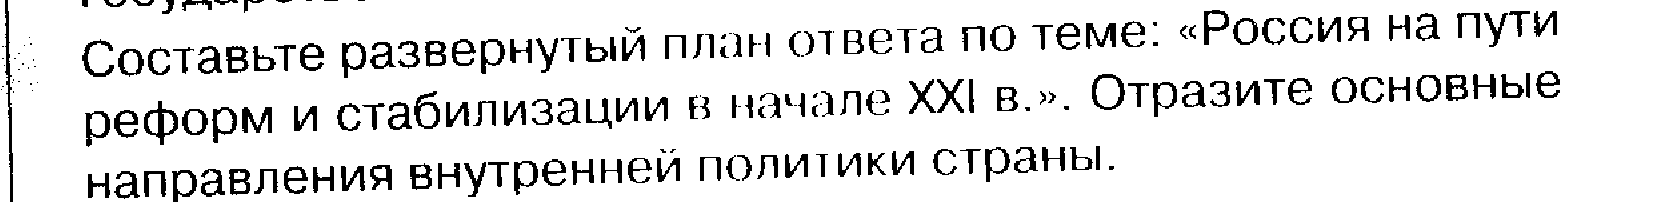 Составьте развернутый план ответа по теме: «Россия на пути
реформ и стабилизации в начале XXI в.». Отразите основные
направления внутренней политики страны.